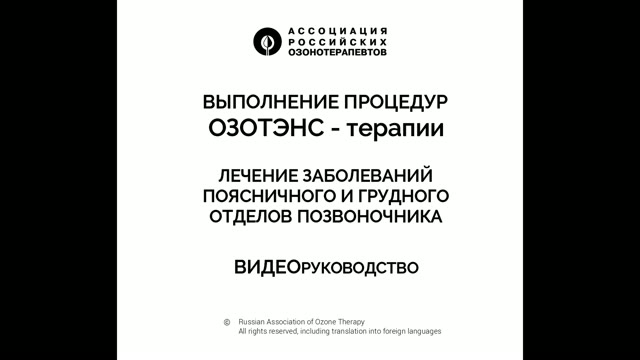 АССОЦИАЦИЯ
РОССИЙСКИХ
ОЗОНОТЕРАПЕВТОВ
ВЫПОЛНЕНИЕ ПРОЦЕДУР
ОЗОТЭНС - терапии
ЛЕЧЕНИЕ ЗАБОЛЕВАНИЙ
ПОЯСНИЧНОГО И ГРУДНОГО
ОТДЕЛОВ ПОЗВОНОЧНИКА
ВИДЕОРУКОВОДСТВО
© Russian Association of Ozone Therapy
All rights reserved, including translation into foreign languages